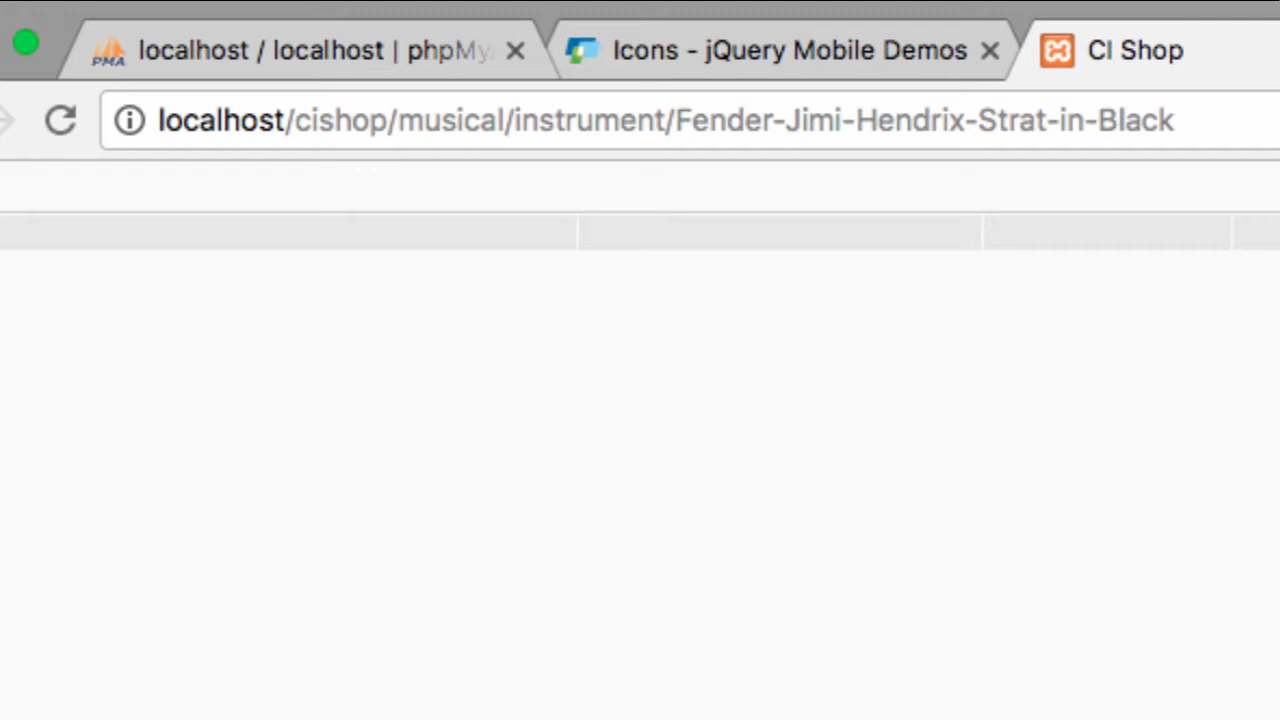 localhost / localhost | phpMy
Icons - jQuery Mobile Demos
CI Shop
PMA
localhost/cishop/musical/instrument/Fender-Jimi-Hendrix-Strat-in-Black